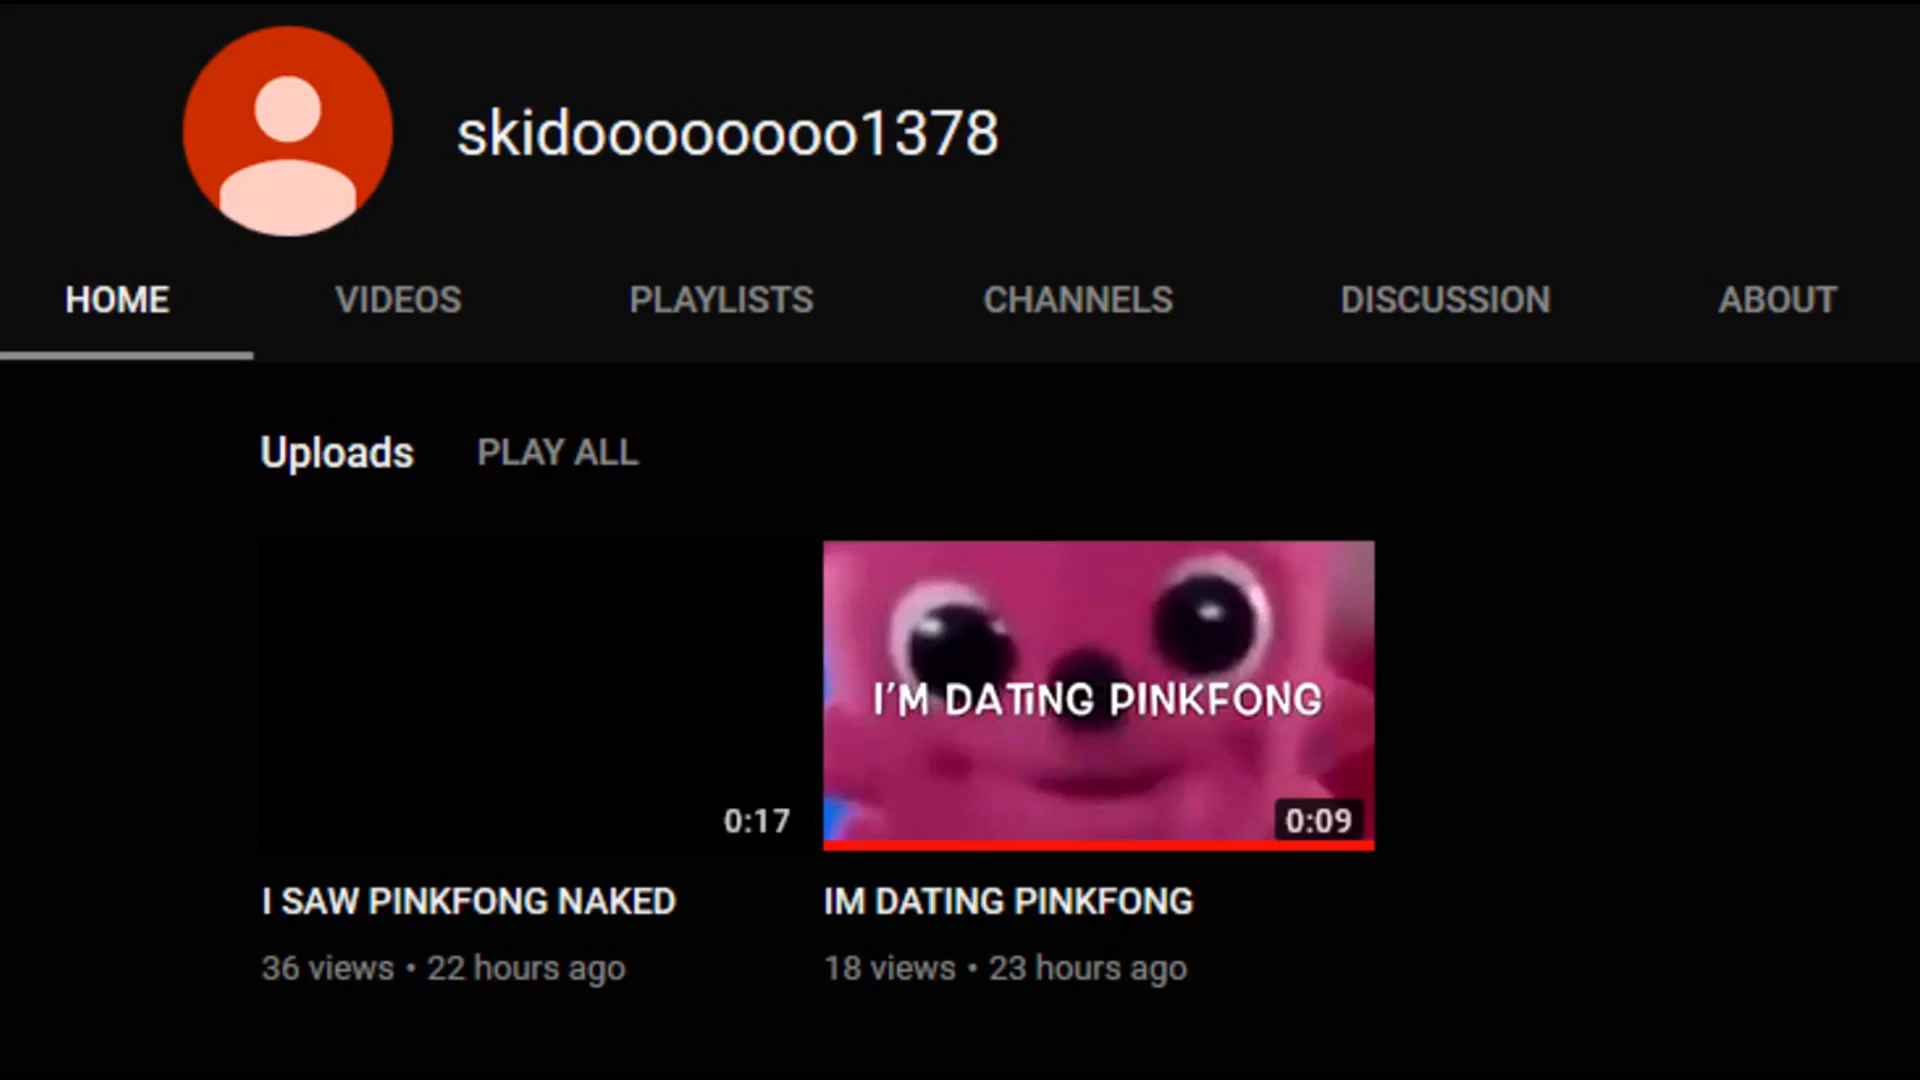 skidoooooooo1378
HOME VIDEOS PLAYLISTS CHANNELS DISCUSSION ABOUT
Uploads PLAY ALL
I'M DATING PINKFONG
0:17 0:09
I SAW PINKFONG NAKED IM DATING PINKFONG
36 views • 22 hours ago 18 views • 23 hours ago